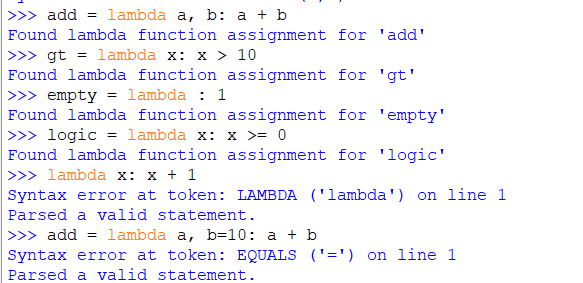 >>> add = lambda a, b: a + b
Found lambda function assignment for 'add'
>>> gt = lambda x: x > 10
Found lambda function assignment for 'gt'
>>> empty = lambda : 1
Found lambda function assignment for 'empty'
>>> logic = lambda x: x >= 0
Found lambda function assignment for 'logic'
>>> lambda x: x + 1
Syntax error at token: LAMBDA ('lambda') on line 1
Parsed a valid statement.
>>> add = lambda a, b=10: a + b
Syntax error at token: EQUALS ('=') on line 1
Parsed a valid statement.